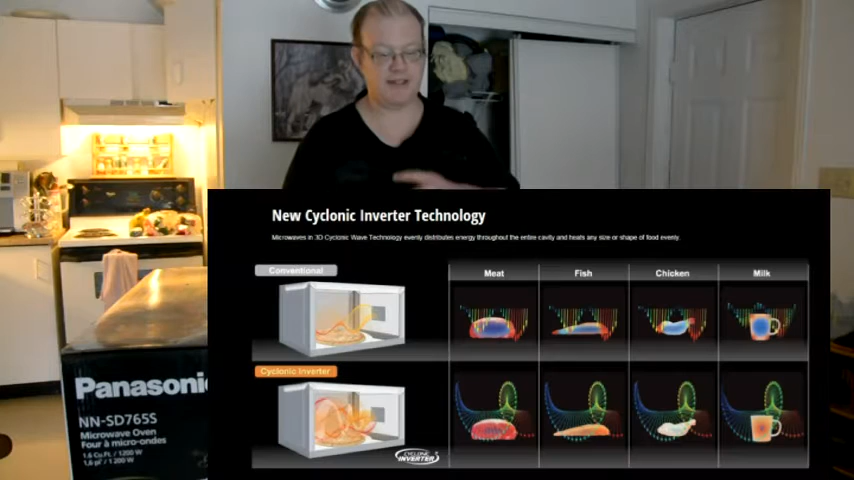 New Cyclonic Inverter Technology
Microwaves in 3D Cyclonic Wave Technology evenly distributes energy throughout the entire cavity and heats any size or shape of food evenly.
Conventional
Meat
Fish
Chicken
Milk
Cyclonic Inverter
CYCLONIC
INVERTER
Panasonic
NN-SD765S
Microwave Oven
Four à micro-ondes
1.6 Cu.Ft. / 1200 W
1,6 pi³ / 1 200 W